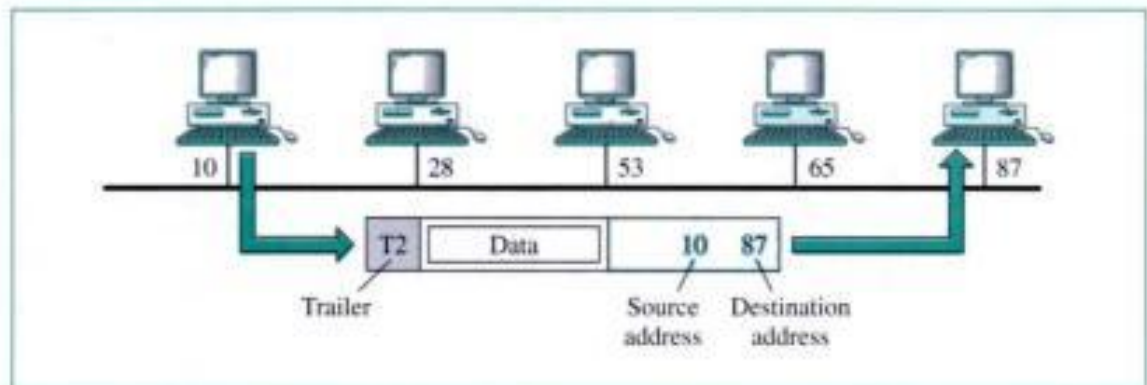 10 28 53 65 87
T2 Data 10 87
Trailer Source Destination
address address